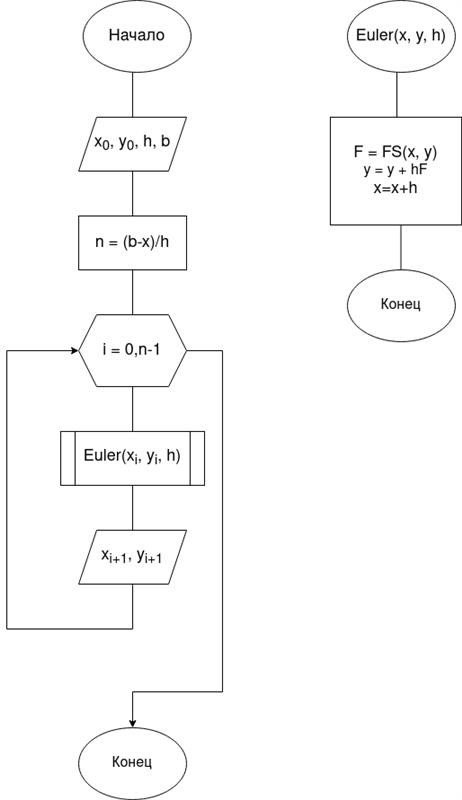 Начало
x₀, y₀, h, b
n = (b-x)/h
i = 0,n-1
Euler(xᵢ, yᵢ, h)
xᵢ₊₁, yᵢ₊₁
Конец
Euler(x, y, h)
F = FS(x, y)
y = y + hF
x=x+h
Конец